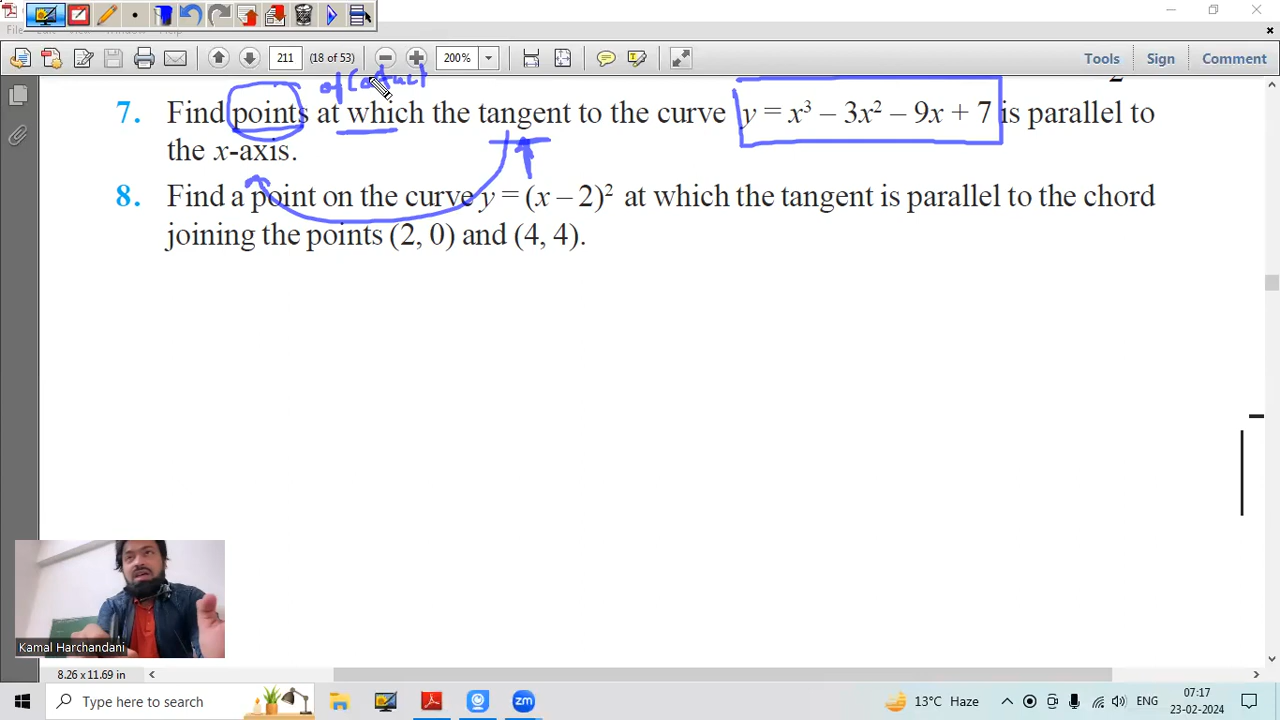 211
(18 of 53)
200%
Tools
Sign
Comment
of Contact
7. Find points at which the tangent to the curve y = x³ – 3x² – 9x + 7 is parallel to
the x-axis.
8. Find a point on the curve y = (x – 2)² at which the tangent is parallel to the chord
joining the points (2, 0) and (4, 4).
Kamal Harchandani
8.26 x 11.69 in
Type here to search
13°C Haze
ENG
07:17
23-02-2024